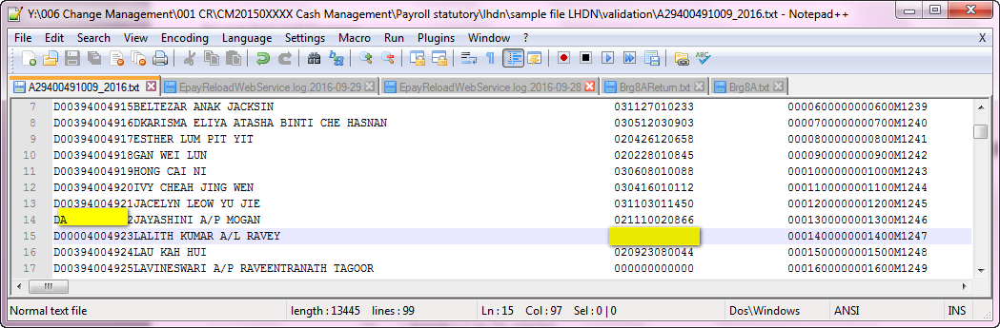 Y:\006 Change Management\001 CR\CM20150XXXX Cash Management\Payroll statutory\lhdn\sample file LHDN\validation\A29400491009_2016.txt - Notepad++
File Edit Search View Encoding Language Settings Macro Run Plugins Window ? X
A29400491009_2016.txt EpayReloadWebService.log.2016-09-29 EpayReloadWebService.log.2016-09-28 Brg8AReturn.txt Brg8A.txt
7 D00394004915BELTEZAR ANAK JACKSIN 031127010233 0000600000000600M1239
8 D00394004916DKARISMA ELIYA ATASHA BINTI CHE HASNAN 030512030903 0000700000000700M1240
9 D00394004917ESTHER LUM PIT YIT 020426120658 0000800000000800M1241
10 D00394004918GAN WEI LUN 020228010845 0000900000000900M1242
11 D00394004919HONG CAI NI 030608010088 0001000000001000M1243
12 D00394004920IVY CHEAH JING WEN 030416010112 0001100000001100M1244
13 D00394004921JACELYN LEOW YU JIE 031103011450 0001200000001200M1245
14 DA 2JAYASHINI A/P MOGAN 021110020866 0001300000001300M1246
15 D00004004923LALITH KUMAR A/L RAVEY 0001400000001400M1247
16 D00394004924LAU KAH HUI 020923080044 0001500000001500M1248
17 D00394004925LAVINESWARI A/P RAVEENTRANATH TAGOOR 000000000000 0001600000001600M1249
Normal text file length : 13445 lines : 99 Ln : 15 Col : 97 Sel : 0 | 0 Dos\Windows ANSI INS